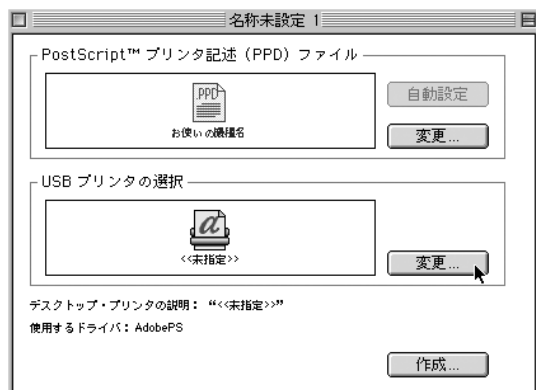 名称未設定 1
PostScript™ プリンタ記述（PPD）ファイル
PPD
自動設定
お使いの機種名
変更...
USB プリンタの選択
a
<<未指定>>
変更...
デスクトップ・プリンタの説明： “<<未指定>>”
使用するドライバ： AdobePS
作成...